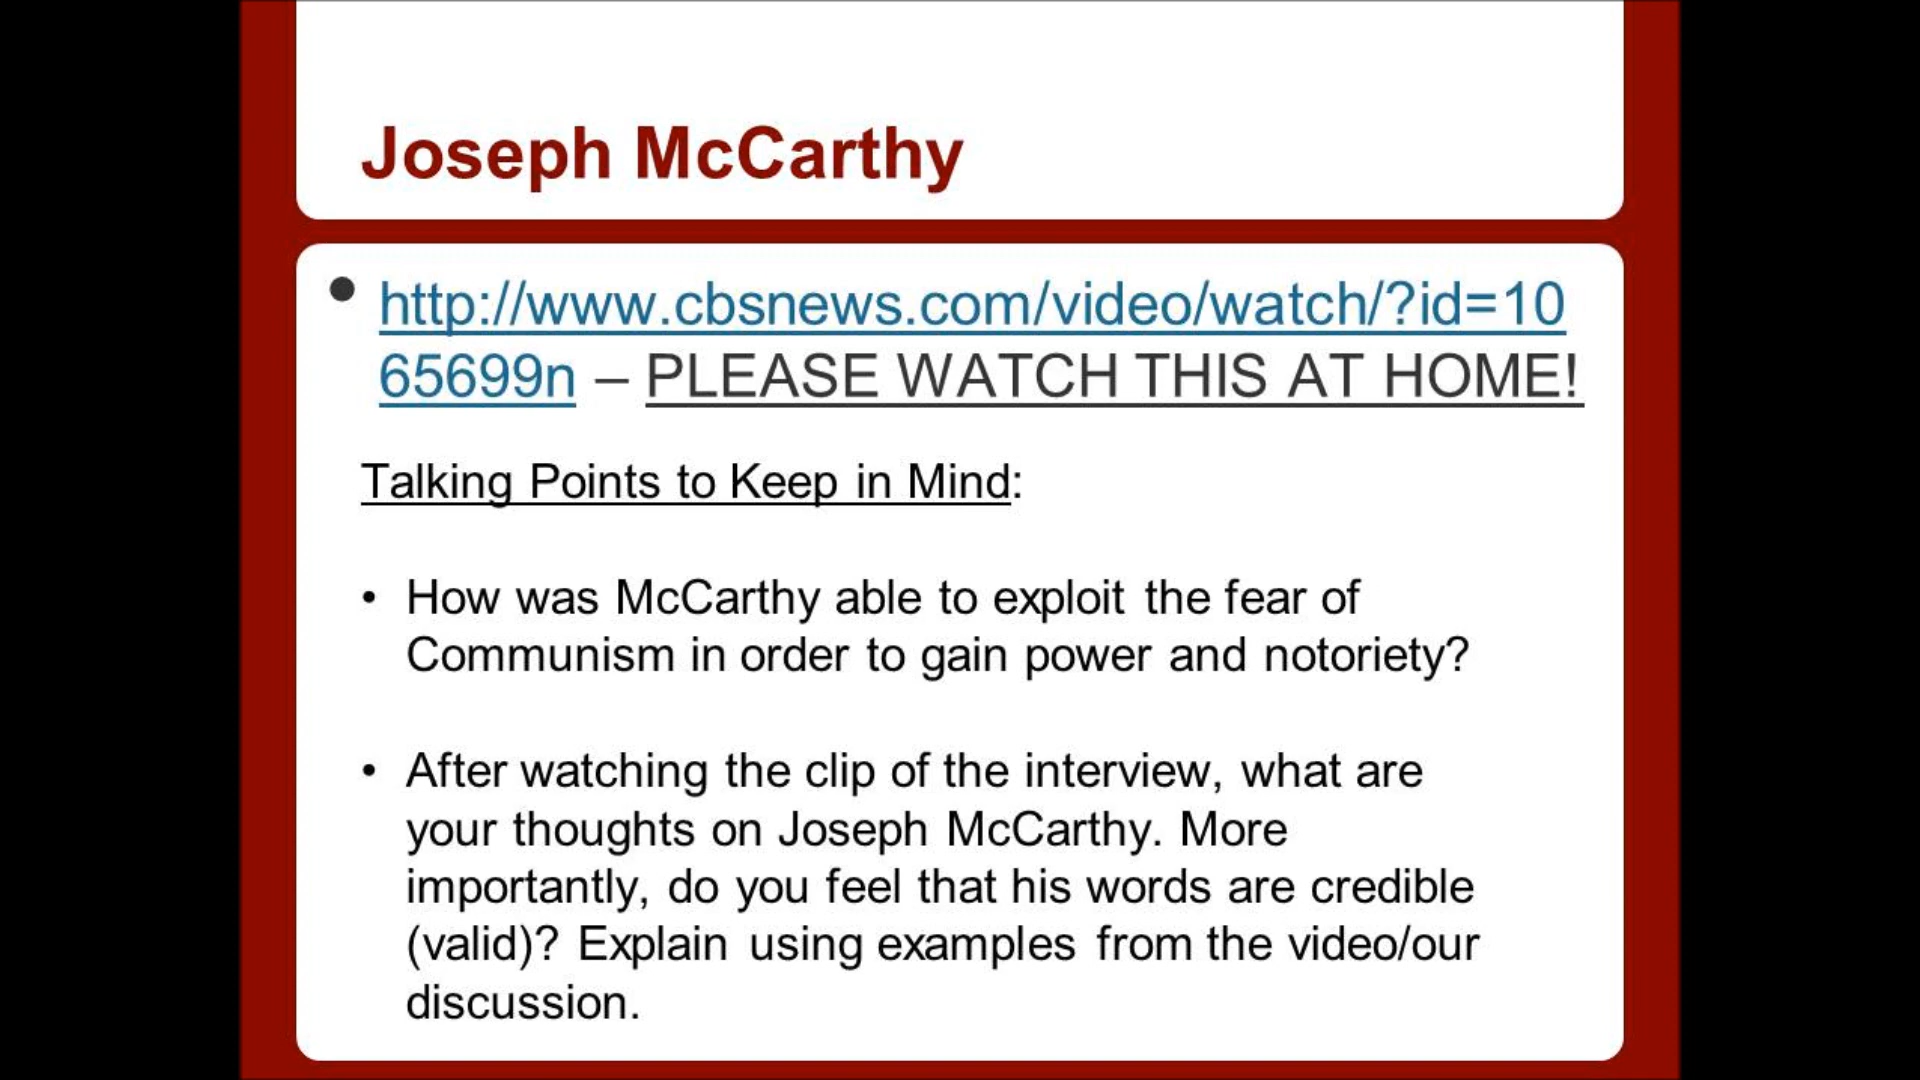 Joseph McCarthy
• http://www.cbsnews.com/video/watch/?id=10
65699n – PLEASE WATCH THIS AT HOME!
Talking Points to Keep in Mind:
• How was McCarthy able to exploit the fear of
Communism in order to gain power and notoriety?
• After watching the clip of the interview, what are
your thoughts on Joseph McCarthy. More
importantly, do you feel that his words are credible
(valid)? Explain using examples from the video/our
discussion.